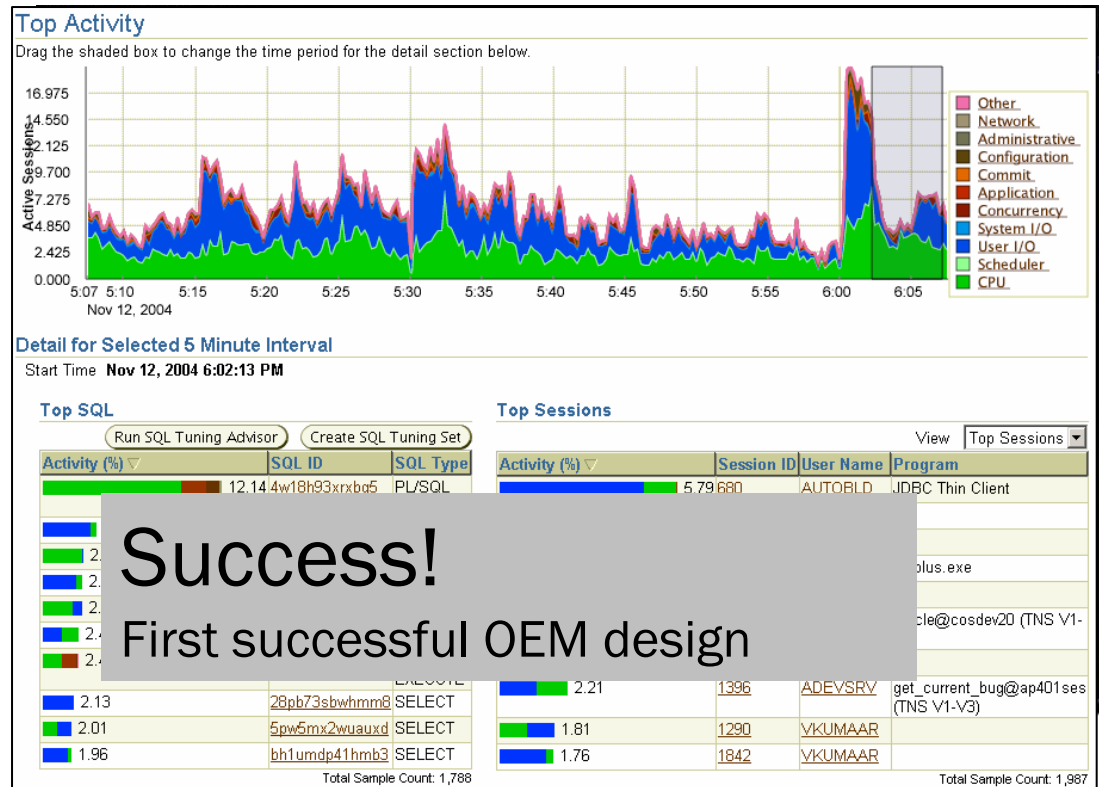 Top Activity
Drag the shaded box to change the time period for the detail section below.
Active Sessions
16.975
14.550
12.125
9.700
7.275
4.850
2.425
0.000
5:07 5:10 5:15 5:20 5:25 5:30 5:35 5:40 5:45 5:50 5:55 6:00 6:05
Nov 12, 2004
Other
Network
Administrative
Configuration
Commit
Application
Concurrency
System I/O
User I/O
Scheduler
CPU
Detail for Selected 5 Minute Interval
Start Time Nov 12, 2004 6:02:13 PM
Top SQL
Run SQL Tuning Advisor Create SQL Tuning Set
Activity (%) SQL ID SQL Type
12.14 4w18h93xrxbg5 PL/SQL
2.13 28pb73sbwhmm8 SELECT
2.01 5pw5mx2wuauxd SELECT
1.96 bh1umdp41hmb3 SELECT
Total Sample Count: 1,788
Top Sessions
View Top Sessions
Activity (%) Session ID User Name Program
5.79 680 AUTOBLD JDBC Thin Client
2.21 1396 ADEVSRV get_current_bug@ap401ses
(TNS V1-V3)
1.81 1290 VKUMAAR
1.76 1842 VKUMAAR
Total Sample Count: 1,987
Success!
First successful OEM design